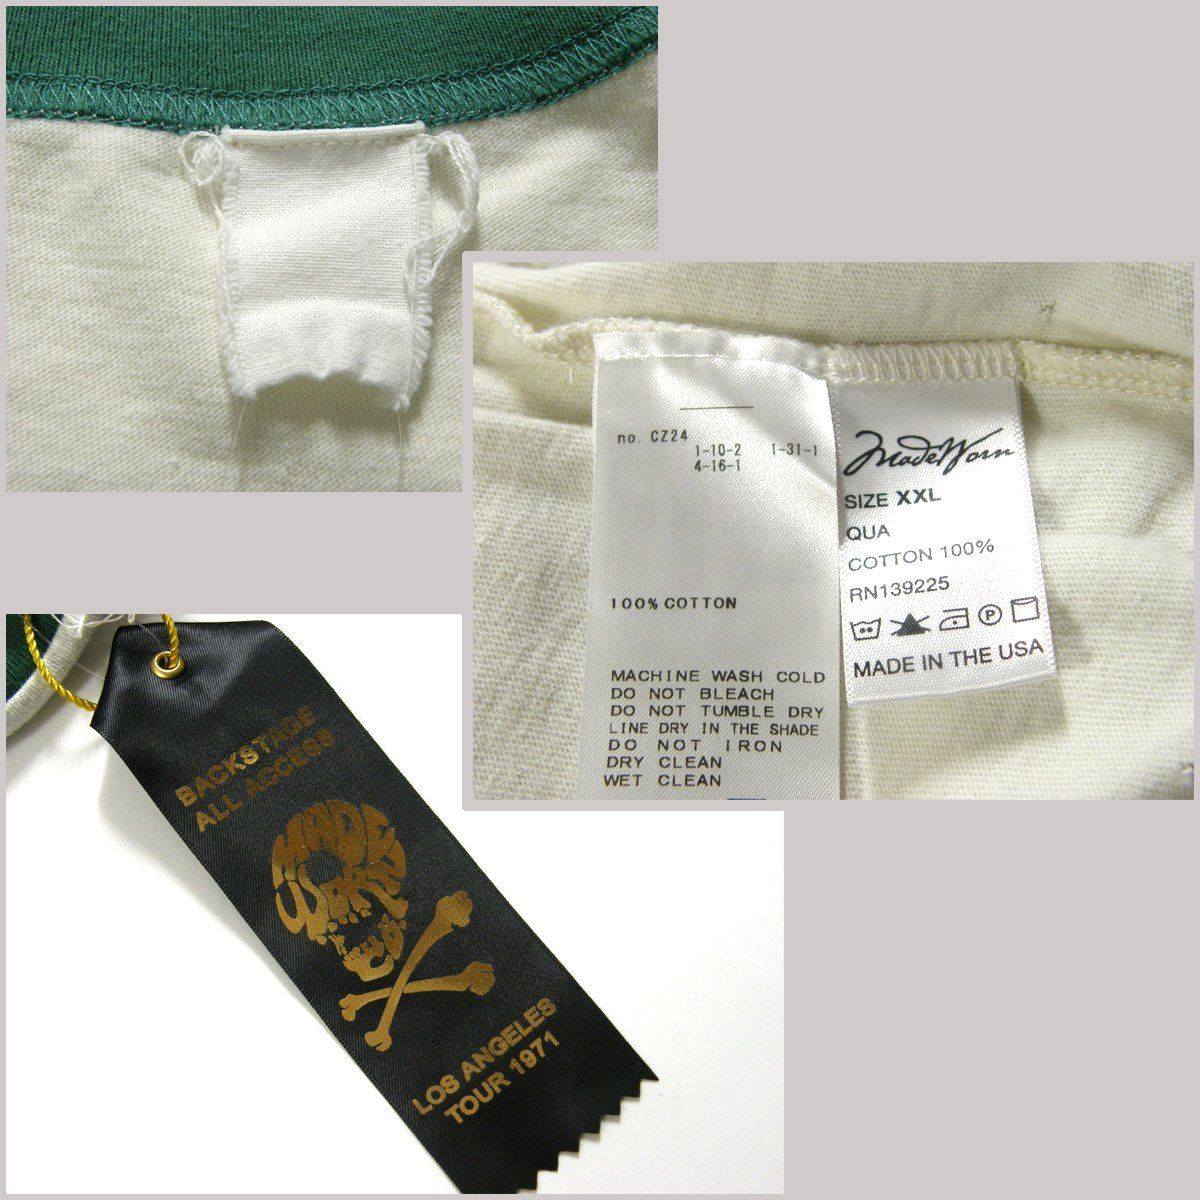 no. CZ24
1-10-2 1-31-1
4-16-1
100% COTTON
MACHINE WASH COLD
DO NOT BLEACH
DO NOT TUMBLE DRY
LINE DRY IN THE SHADE
DO NOT IRON
DRY CLEAN
WET CLEAN
MadeWorn
SIZE XXL
QUA
COTTON 100%
RN139225
P
MADE IN THE USA
BACKSTAGE
ALL ACCESS
MADE
WORN
LOS ANGELES
TOUR 1971